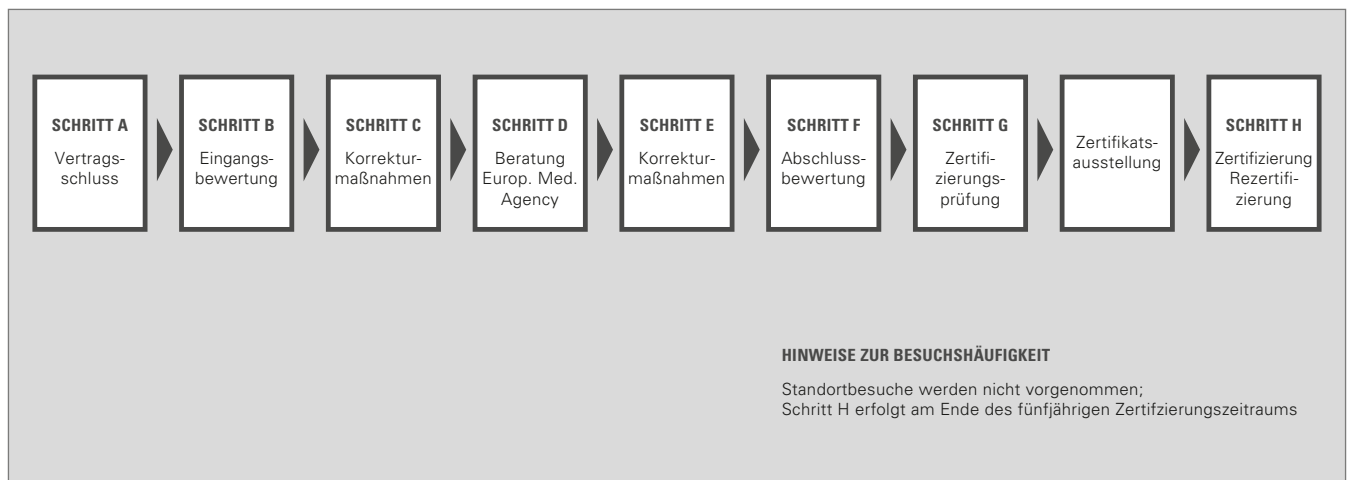 SCHRITT A
Vertrags-
schluss
SCHRITT B
Eingangs-
bewertung
SCHRITT C
Korrektur-
maßnahmen
SCHRITT D
Beratung
Europ. Med.
Agency
SCHRITT E
Korrektur-
maßnahmen
SCHRITT F
Abschluss-
bewertung
SCHRITT G
Zertifi-
zierungs-
prüfung
Zertifikats-
ausstellung
SCHRITT H
Zertifizierung
Rezertifi-
zierung
HINWEISE ZUR BESUCHSHÄUFIGKEIT
Standortbesuche werden nicht vorgenommen;
Schritt H erfolgt am Ende des fünfjährigen Zertifzierungszeitraums